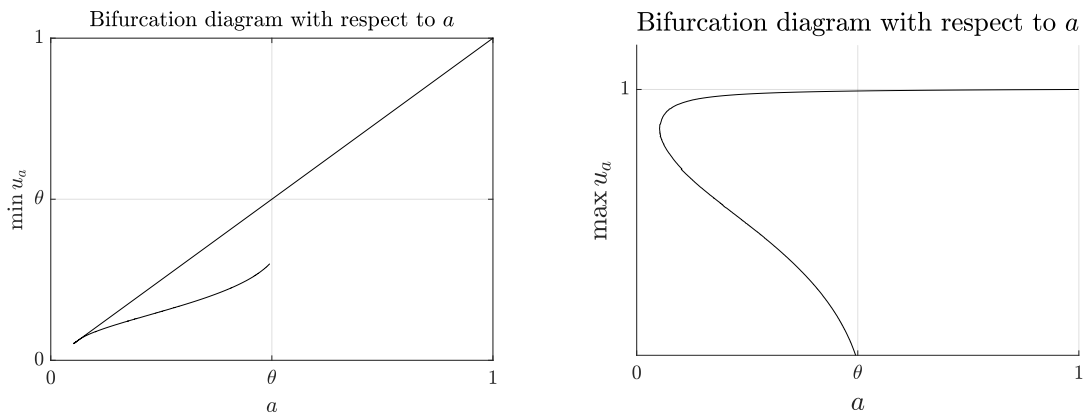 Bifurcation diagram with respect to a
1
θ
0
min u_a
0
θ
1
a
Bifurcation diagram with respect to a
1
max u_a
0
θ
1
a